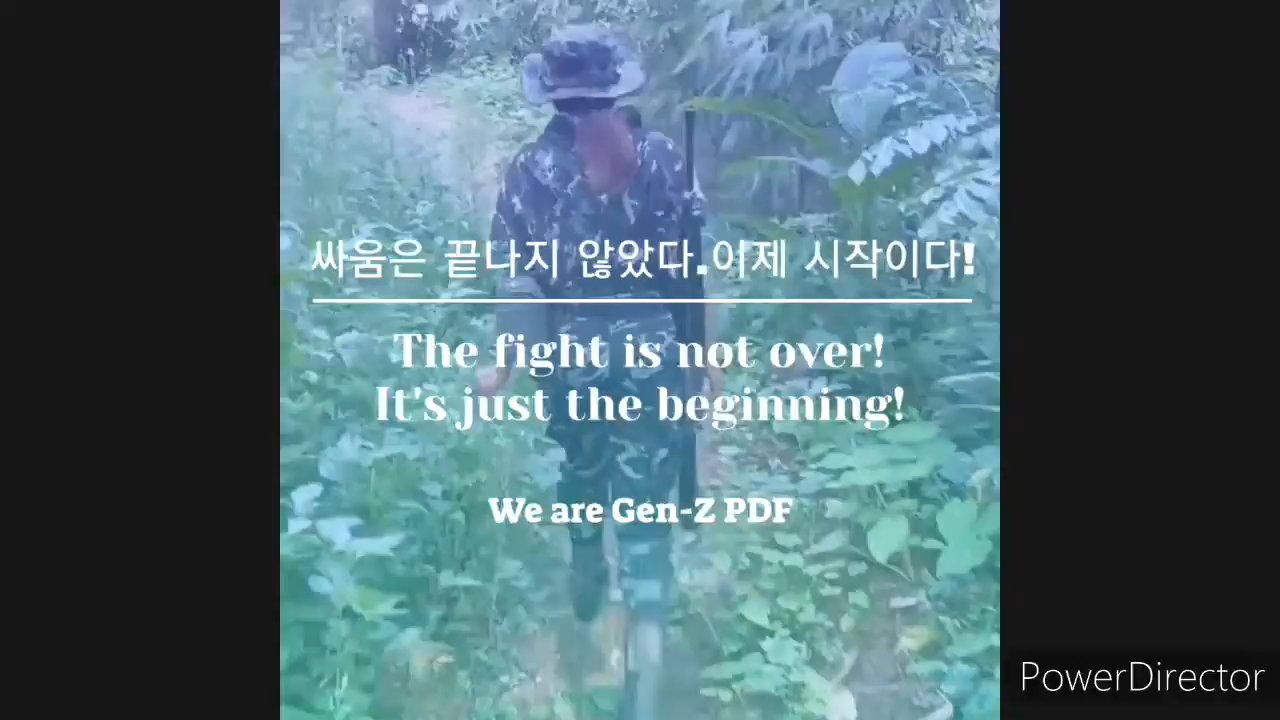 싸움은 끝나지 않았다.이제 시작이다!
The fight is not over!
It's just the beginning!
We are Gen-Z PDF
PowerDirector